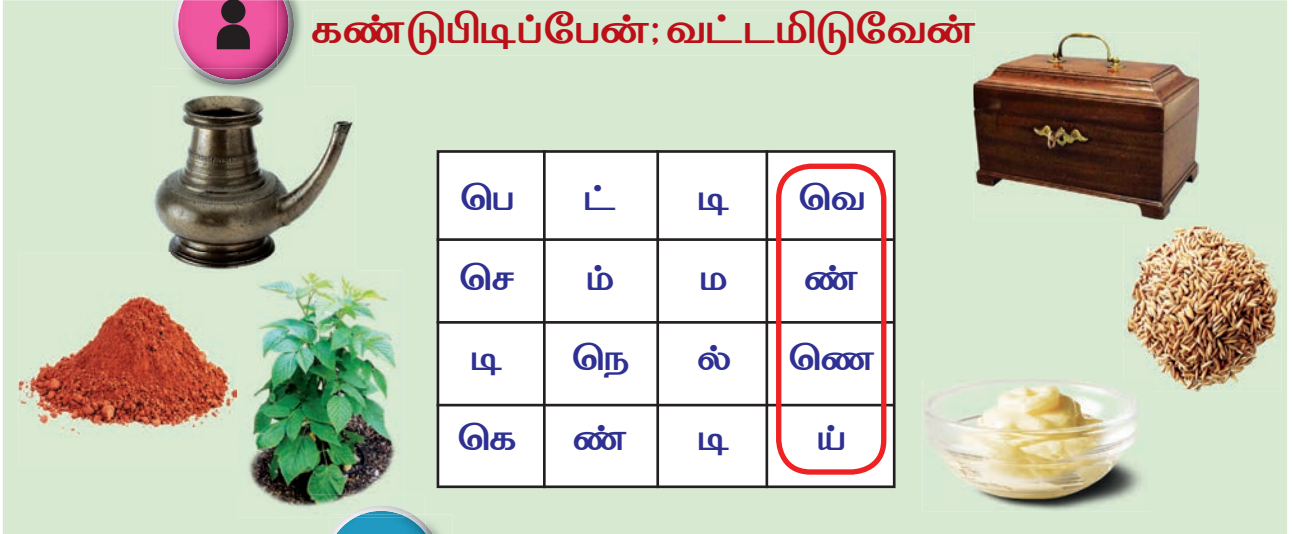 கண்டுபிடிப்பேன்; வட்டமிடுவேன்
பெ ட் டி வெ
செ ம் ம ண்
டி நெ ல் ணெ
கெ ண் டி ய்